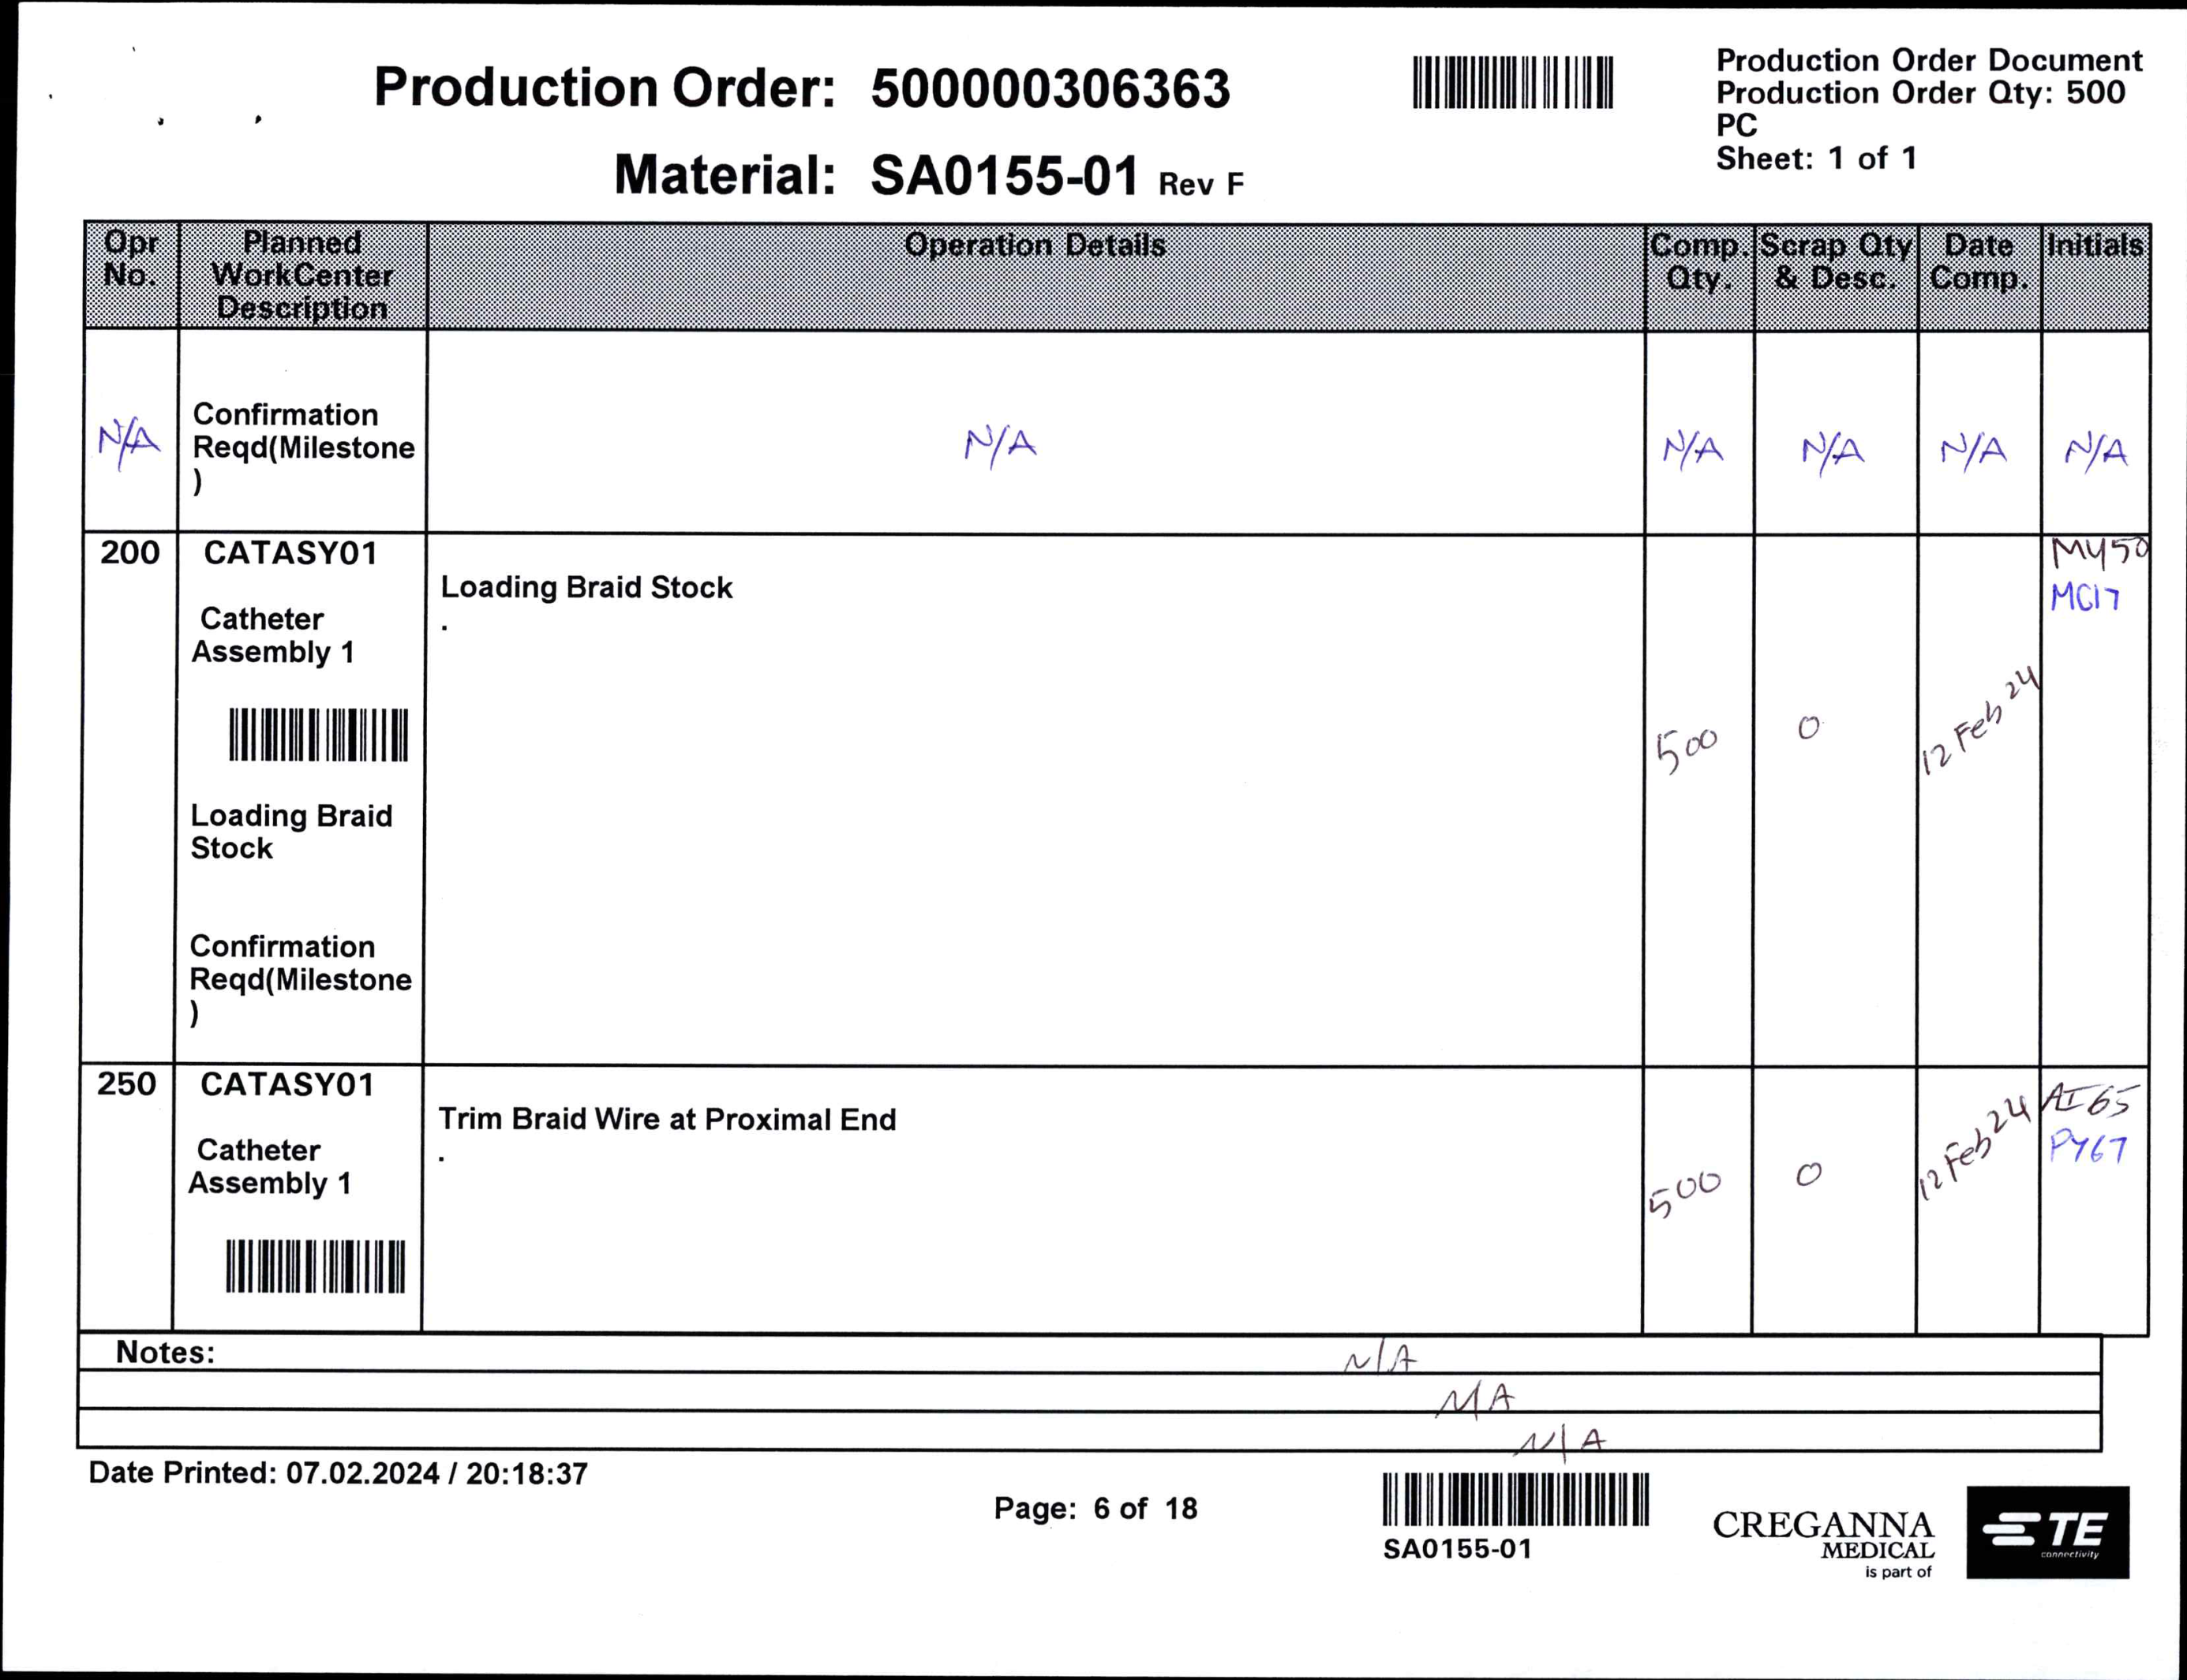 Production Order: 500000306363
Material: SA0155-01 Rev F
Production Order Document
Production Order Qty: 500
PC
Sheet: 1 of 1
Opr No.
Planned WorkCenter Description
Operation Details
Comp. Qty.
Scrap Qty & Desc.
Date Comp.
Initials
N/A
Confirmation
Reqd(Milestone
)
N/A
N/A
N/A
N/A
N/A
200
CATASY01
Catheter
Assembly 1
Loading Braid
Stock
Confirmation
Reqd(Milestone
)
Loading Braid Stock
.
500
0
12 Feb 24
MY50
MC17
250
CATASY01
Catheter
Assembly 1
Trim Braid Wire at Proximal End
.
500
0
12 Feb 24
AI65
PY67
Notes:
N/A
N/A
N/A
Date Printed: 07.02.2024 / 20:18:37
Page: 6 of 18
SA0155-01
CREGANNA
MEDICAL
is part of
TE
connectivity